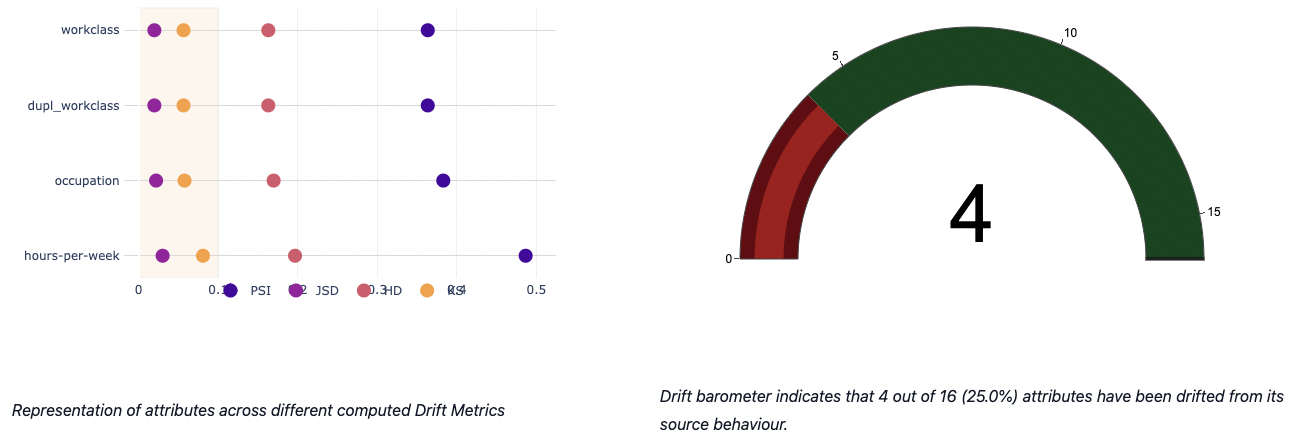 workclass
dupl_workclass
occupation
hours-per-week
0 0.1 0.2 0.3 0.4 0.5
PSI JSD HD KS
Representation of attributes across different computed Drift Metrics
0
5
10
15
4
Drift barometer indicates that 4 out of 16 (25.0%) attributes have been drifted from its
source behaviour.